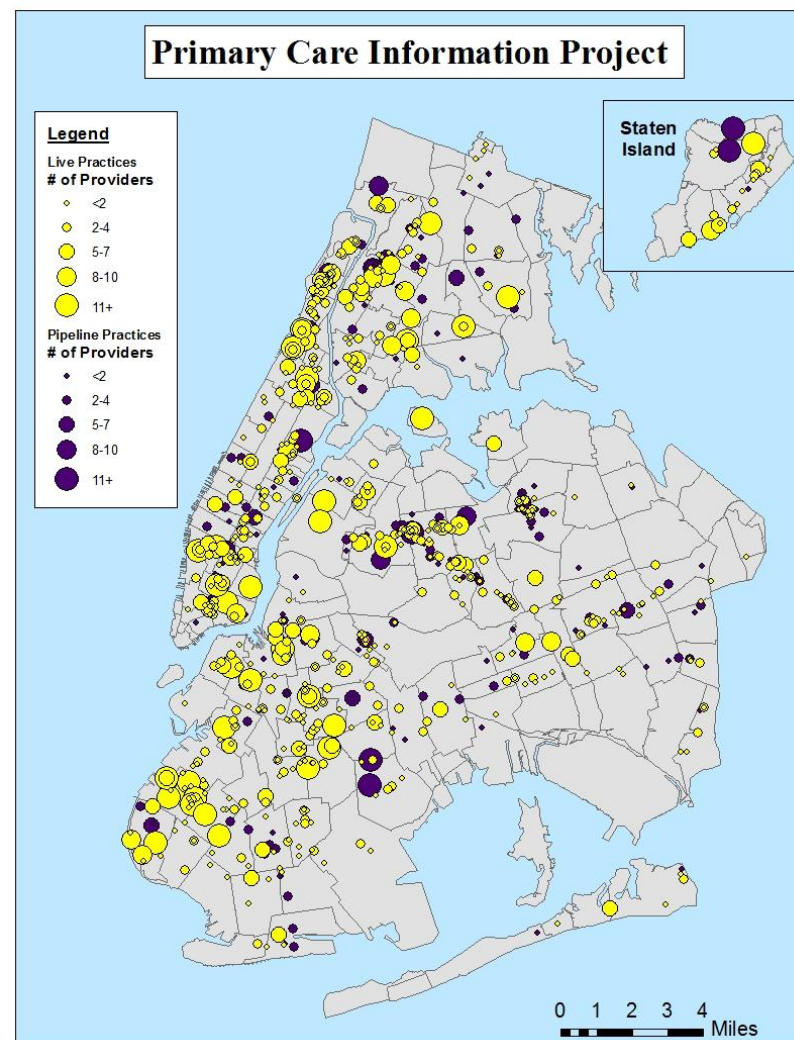 Primary Care Information Project
Legend
Live Practices
# of Providers
<2
2-4
5-7
8-10
11+
Pipeline Practices
# of Providers
<2
2-4
5-7
8-10
11+
Staten
Island
0 1 2 3 4
Miles